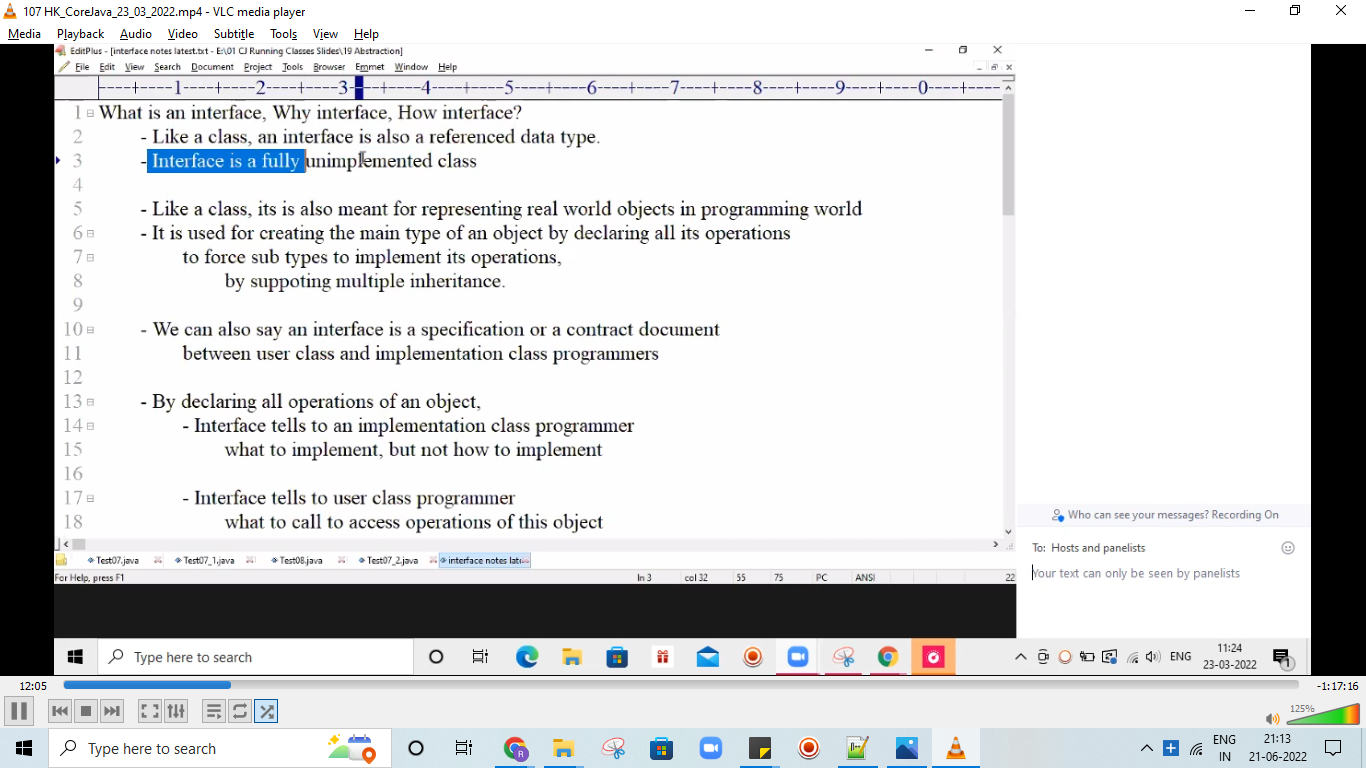 107 HK_CoreJava_23_03_2022.mp4 - VLC media player
Media Playback Audio Video Subtitle Tools View Help
EditPlus - [interface notes latest.txt - E:\01 CJ Running Classes Slides\19 Abstraction]
File Edit View Search Document Project Tools Browser Emmet Window Help
----+----1----+----2----+----3----+----4----+----5----+----6----+----7----+----8----+----9----+----0----+----
1 What is an interface, Why interface, How interface?
2 - Like a class, an interface is also a referenced data type.
3 - Interface is a fully unimplemented class
4
5 - Like a class, its is also meant for representing real world objects in programming world
6 - It is used for creating the main type of an object by declaring all its operations
7 to force sub types to implement its operations,
8 by suppoting multiple inheritance.
9
10 - We can also say an interface is a specification or a contract document
11 between user class and implementation class programmers
12
13 - By declaring all operations of an object,
14 - Interface tells to an implementation class programmer
15 what to implement, but not how to implement
16
17 - Interface tells to user class programmer
18 what to call to access operations of this object
Who can see your messages? Recording On
To: Hosts and panelists
Your text can only be seen by panelists
Test07.java Test07_1.java Test08.java Test07_2.java interface notes late
For Help, press F1 ln 3 col 32 55 75 PC ANSI 22
Type here to search ENG 11:24
23-03-2022 1
12:05 -1:17:16
125%
Type here to search ENG 21:13
IN 21-06-2022